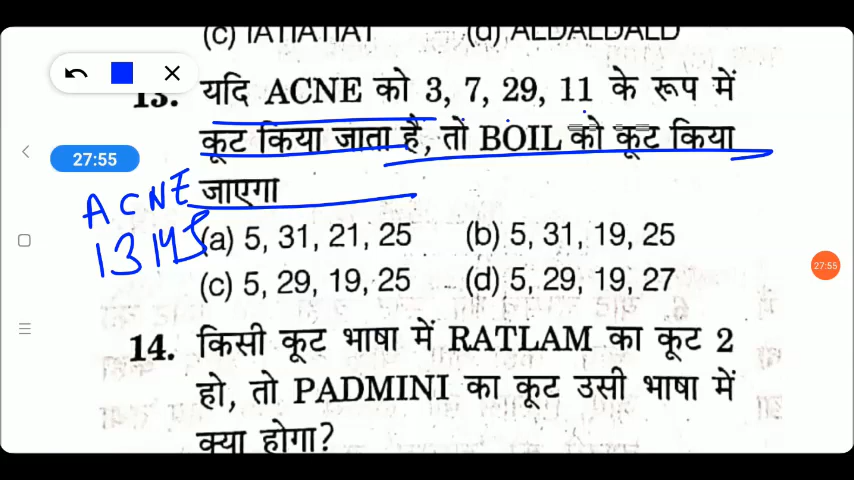 (c) IATIATIAT (d) ALDALDALD
13. यदि ACNE को 3, 7, 29, 11 के रूप में
कूट किया जाता है, तो BOIL को कूट किया
जाएगा
27:55
A C N E
1 3 14 5
(a) 5, 31, 21, 25 (b) 5, 31, 19, 25
(c) 5, 29, 19, 25 (d) 5, 29, 19, 27
27:55
14. किसी कूट भाषा में RATLAM का कूट 2
हो, तो PADMINI का कूट उसी भाषा में
क्या होगा?